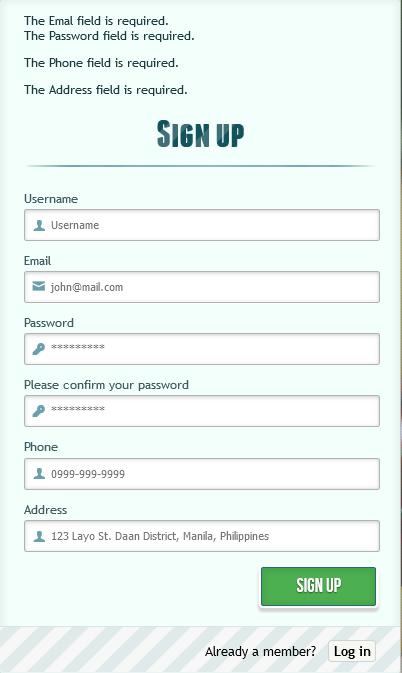 The Emal field is required.
The Password field is required.
The Phone field is required.
The Address field is required.
Sign up
Username
Username
Email
john@mail.com
Password
*********
Please confirm your password
*********
Phone
0999-999-9999
Address
123 Layo St. Daan District, Manila, Philippines
SIGN UP
Already a member? Log in